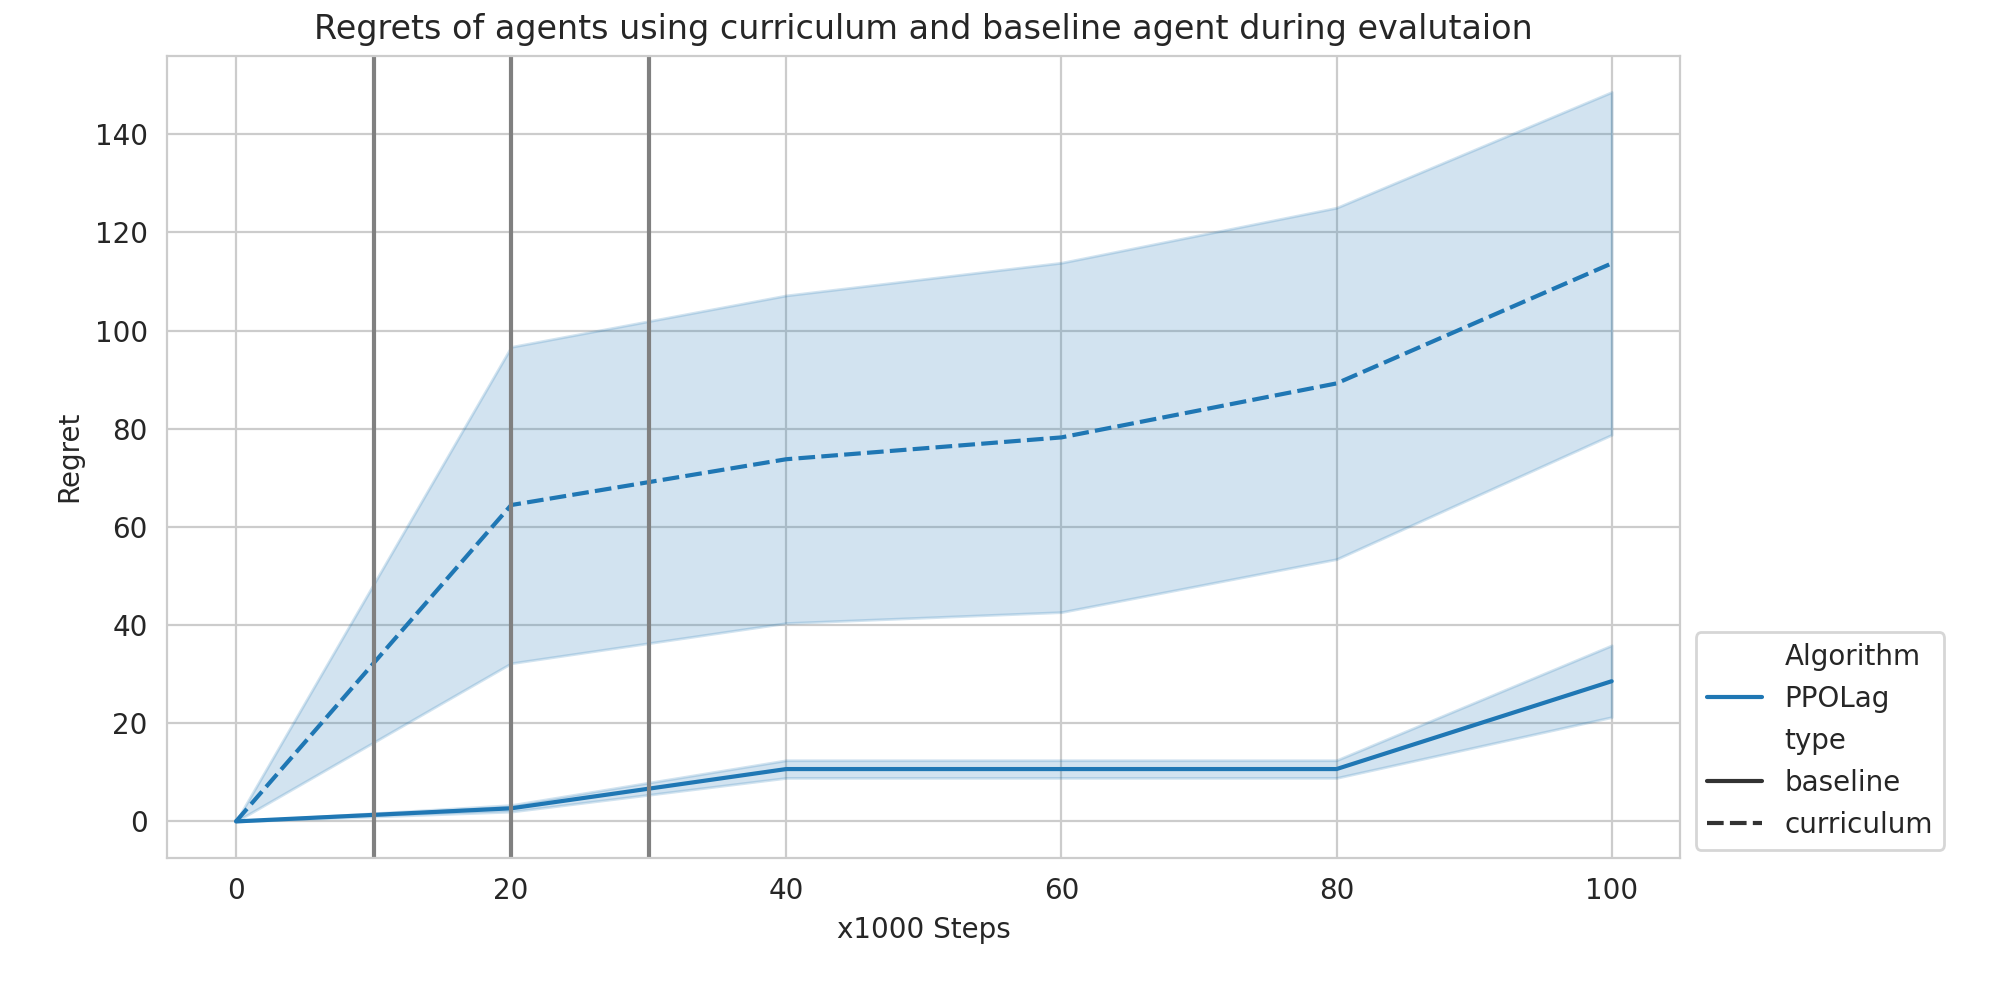 Regrets of agents using curriculum and baseline agent during evalutaion
140
120
100
80
60
40
20
0
Regret
0 20 40 60 80 100
x1000 Steps
Algorithm
PPOLag
type
baseline
curriculum